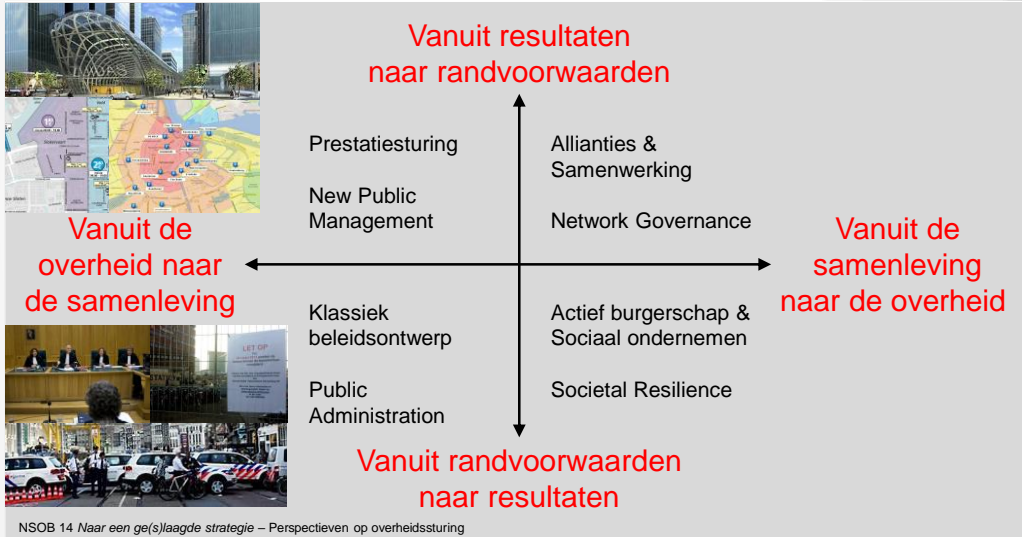 Vanuit resultaten
naar randvoorwaarden
Prestatiesturing
New Public
Management
Allianties &
Samenwerking
Network Governance
Vanuit de
overheid naar
de samenleving
Vanuit de
samenleving
naar de overheid
Klassiek
beleidsontwerp
Public
Administration
Actief burgerschap &
Sociaal ondernemen
Societal Resilience
LET OP
Vanuit randvoorwaarden
naar resultaten
NSOB 14 Naar een ge(s)laagde strategie – Perspectieven op overheidssturing